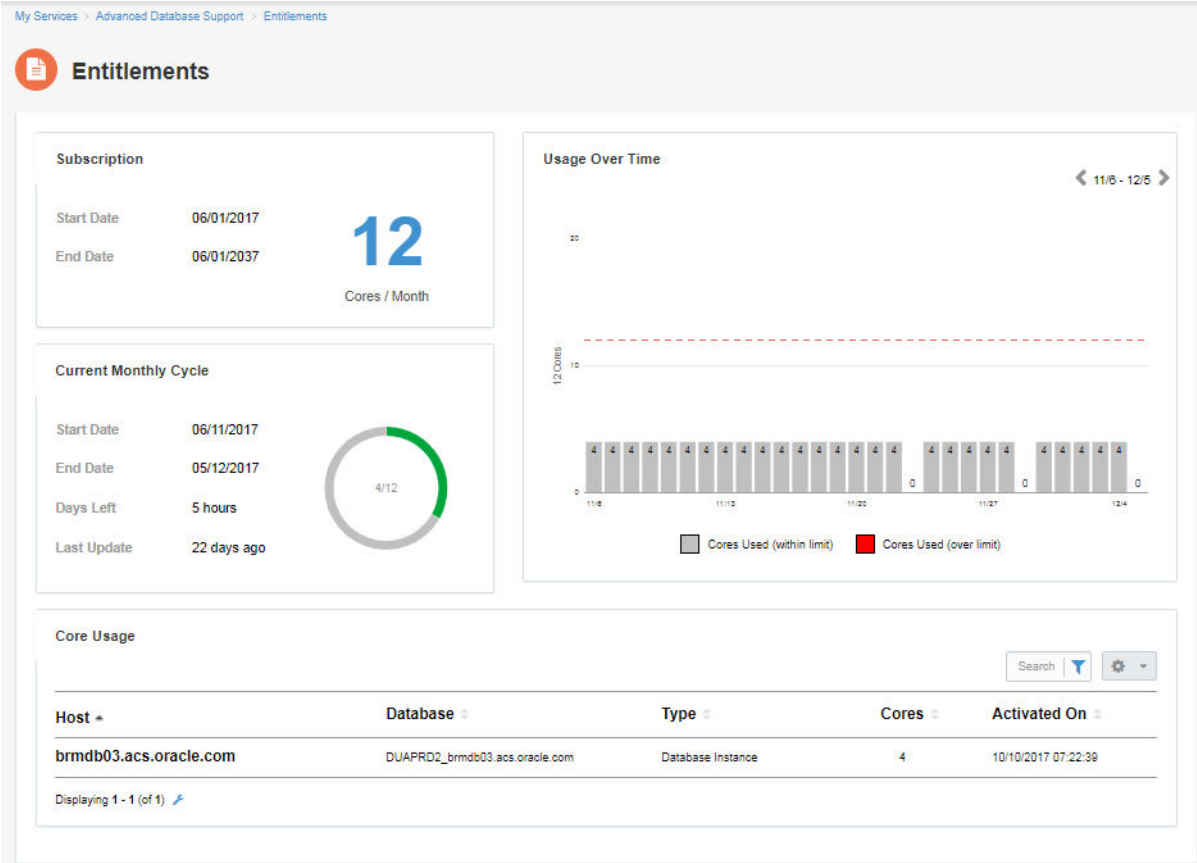 My Services > Advanced Database Support > Entitlements
Entitlements
Subscription
Start Date 06/01/2017
End Date 06/01/2037
12
Cores / Month
Current Monthly Cycle
Start Date 06/11/2017
End Date 05/12/2017
Days Left 5 hours
Last Update 22 days ago
4/12
Usage Over Time
11/6 - 12/5
20
12 Cores
10
4 4 4 4 4 4 4 4 4 4 4 4 4 4 4 4 4 0 4 4 4 4 4 0 4 4 4 4 4 0
0
11/6 11/13 11/20 11/27 12/4
Cores Used (within limit) Cores Used (over limit)
Core Usage
Search
Host Database Type Cores Activated On
brmdb03.acs.oracle.com DUAPRD2_brmdb03.acs.oracle.com Database Instance 4 10/10/2017 07:22:39
Displaying 1 - 1 (of 1)